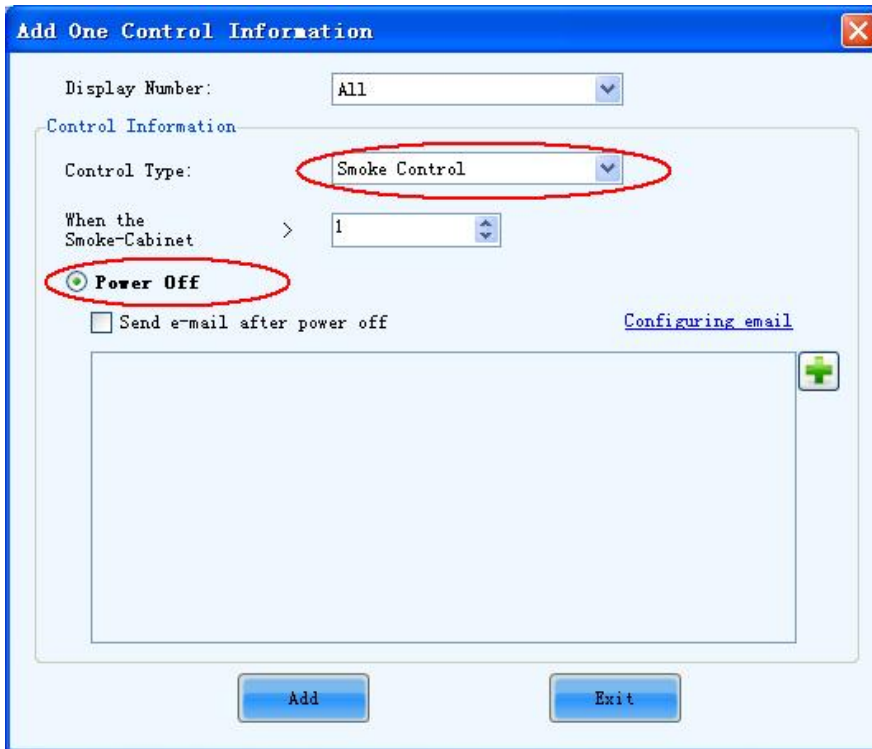 Add One Control Information
Display Number: All
Control Information
Control Type: Smoke Control
When the
Smoke-Cabinet > 1
Power Off
Send e-mail after power off Configuring email
Add Exit